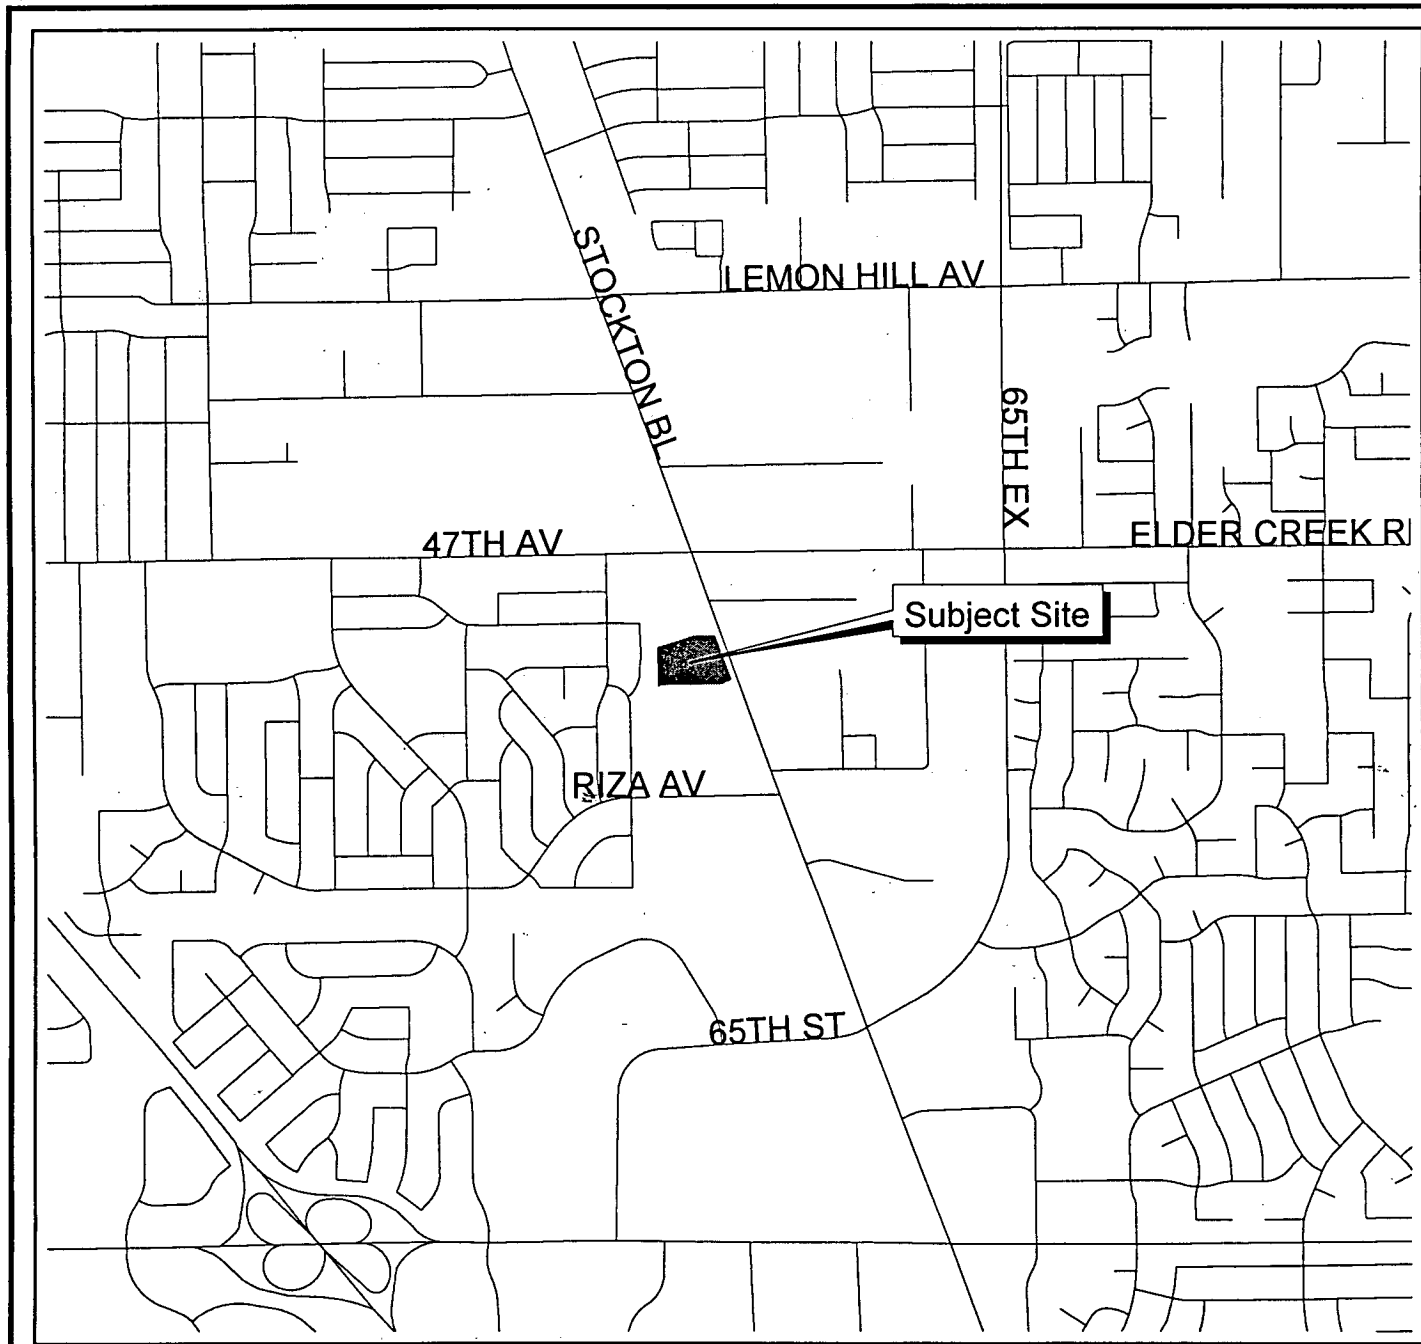 LEMON HILL AV
STOCKTON BL
65TH EX
47TH AV
ELDER CREEK R
Subject Site
RIZA AV
65TH ST